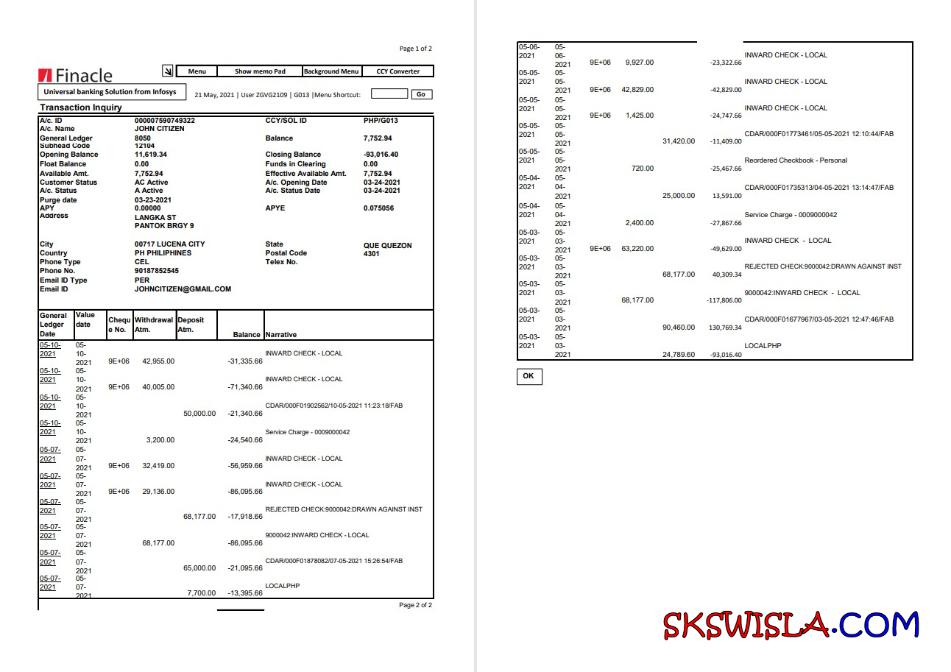 Page 1 of 2
Finacle
Menu Show memo Pad Background Menu CCY Converter
Universal banking Solution from Infosys
21 May, 2021 | User ZGVG2109 | G013 |Menu Shortcut: Go
Transaction Inquiry
A/c. ID 000007590749322 CCY/SOL ID PHP/G013
A/c. Name JOHN CITIZEN
General Ledger 8050 Balance 7,752.94
Subhead Code 12104
Opening Balance 11,619.34 Closing Balance -93,016.40
Float Balance 0.00 Funds in Clearing 0.00
Available Amt. 7,752.94 Effective Available Amt. 7,752.94
Customer Status AC Active A/c. Opening Date 03-24-2021
A/c. Status A Active A/c. Status Date 03-24-2021
Purge date 03-23-2021
APY 0.00000 APYE 0.075056
Address LANGKA ST
PANTOK BRGY 9
City 00717 LUCENA CITY State QUE QUEZON
Country PH PHILIPINES Postal Code 4301
Phone Type CEL Telex No.
Phone No. 90187852545
Email ID Type PER
Email ID JOHNCITIZEN@GMAIL.COM
General Value
Ledger date Chequ Withdrawal Deposit
Date e No. Atm. Atm. Balance Narrative
05-10- 05- INWARD CHECK - LOCAL
2021 10-
2021 9E+06 42,955.00 -31,335.66
05-10- 05- INWARD CHECK - LOCAL
2021 10-
2021 9E+06 40,005.00 -71,340.66
05-10- 05- CDAR/000F01902562/10-05-2021 11:23:18/FAB
2021 10-
2021 50,000.00 -21,340.66
05-10- 05- Service Charge - 0009000042
2021 10-
2021 3,200.00 -24,540.66
05-07- 05- INWARD CHECK - LOCAL
2021 07-
2021 9E+06 32,419.00 -56,959.66
05-07- 05- INWARD CHECK - LOCAL
2021 07-
2021 9E+06 29,136.00 -86,095.66
05-07- 05- REJECTED CHECK:9000042:DRAWN AGAINST INST
2021 07-
2021 68,177.00 -17,918.66
05-07- 05- 9000042:INWARD CHECK - LOCAL
2021 07-
2021 68,177.00 -86,095.66
05-07- 05- CDAR/000F01878082/07-05-2021 15:26:54/FAB
2021 07-
2021 65,000.00 -21,095.66
05-07- 05- LOCALPHP
2021 07-
2021 7,700.00 -13,395.66
Page 2 of 2
05-06- 05- INWARD CHECK - LOCAL
2021 06-
2021 9E+06 9,927.00 -23,322.66
05-05- 05- INWARD CHECK - LOCAL
2021 05-
2021 9E+06 42,829.00 -42,829.00
05-05- 05- INWARD CHECK - LOCAL
2021 05-
2021 9E+06 1,425.00 -24,747.66
05-05- 05- CDAR/000F01773461/05-05-2021 12:10:44/FAB
2021 05-
2021 31,420.00 -11,409.00
05-05- 05- Reordered Checkbook - Personal
2021 05-
2021 720.00 -25,467.66
05-04- 05- CDAR/000F01735313/04-05-2021 13:14:47/FAB
2021 04-
2021 25,000.00 13,591.00
05-04- 05- Service Charge - 0009000042
2021 04-
2021 2,400.00 -27,867.66
05-03- 05- INWARD CHECK - LOCAL
2021 03-
2021 9E+06 63,220.00 -49,629.00
05-03- 05- REJECTED CHECK:9000042:DRAWN AGAINST INST
2021 03-
2021 68,177.00 40,309.34
05-03- 05- 9000042:INWARD CHECK - LOCAL
2021 03-
2021 68,177.00 -117,806.00
05-03- 05- CDAR/000F01677967/03-05-2021 12:47:46/FAB
2021 03-
2021 90,460.00 130,769.34
05-03- 05- LOCALPHP
2021 03-
2021 24,789.60 -93,016.40
OK
SKSWISLA.COM